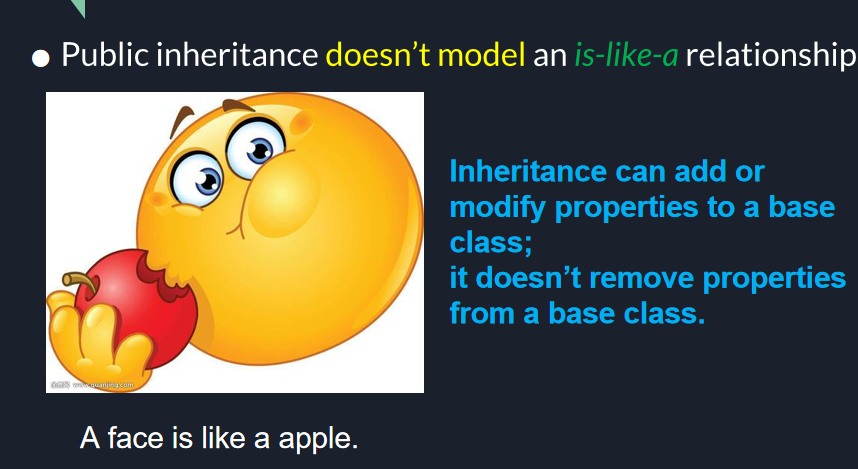 Public inheritance doesn't model an is-like-a relationship
Inheritance can add or
modify properties to a base
class;
it doesn't remove properties
from a base class.
www.quanjing.com
A face is like a apple.